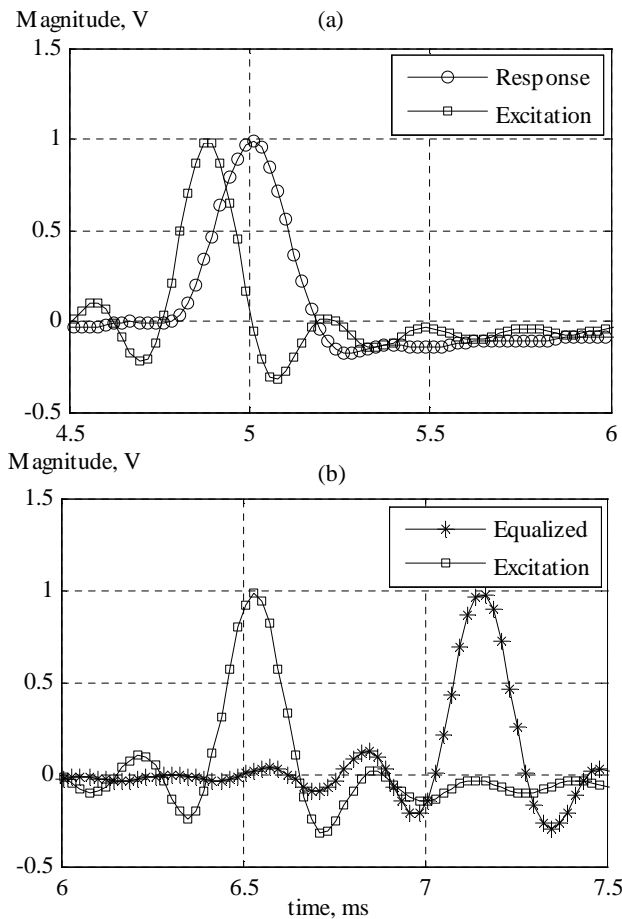 Magnitude, V
(a)
1.5
Response
Excitation
1
0.5
0
-0.5
4.5
5
5.5
6
Magnitude, V
(b)
1.5
Equalized
Excitation
1
0.5
0
-0.5
6
6.5
7
7.5
time, ms